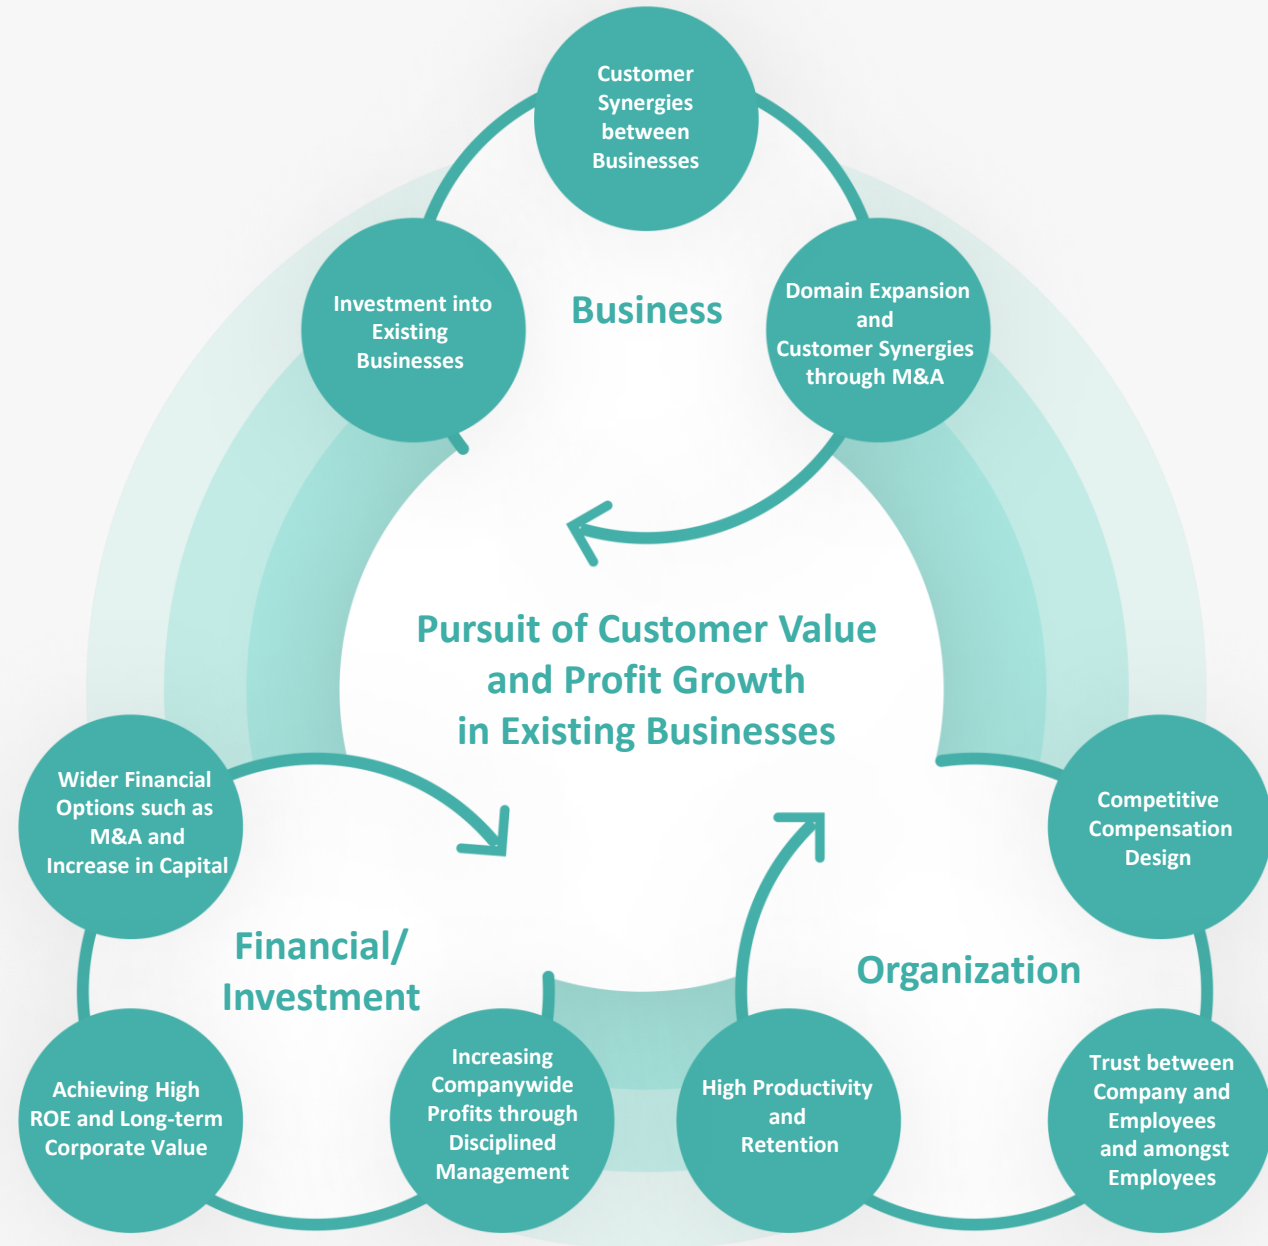 Customer
Synergies
between
Businesses
Investment into
Existing
Businesses
Business
Domain Expansion
and
Customer Synergies
through M&A
Pursuit of Customer Value
and Profit Growth
in Existing Businesses
Wider Financial
Options such as
M&A and
Increase in Capital
Financial/
Investment
Achieving High
ROE and Long-term
Corporate Value
Increasing
Companywide
Profits through
Disciplined
Management
Competitive
Compensation
Design
Organization
High Productivity
and
Retention
Trust between
Company and
Employees
and amongst
Employees